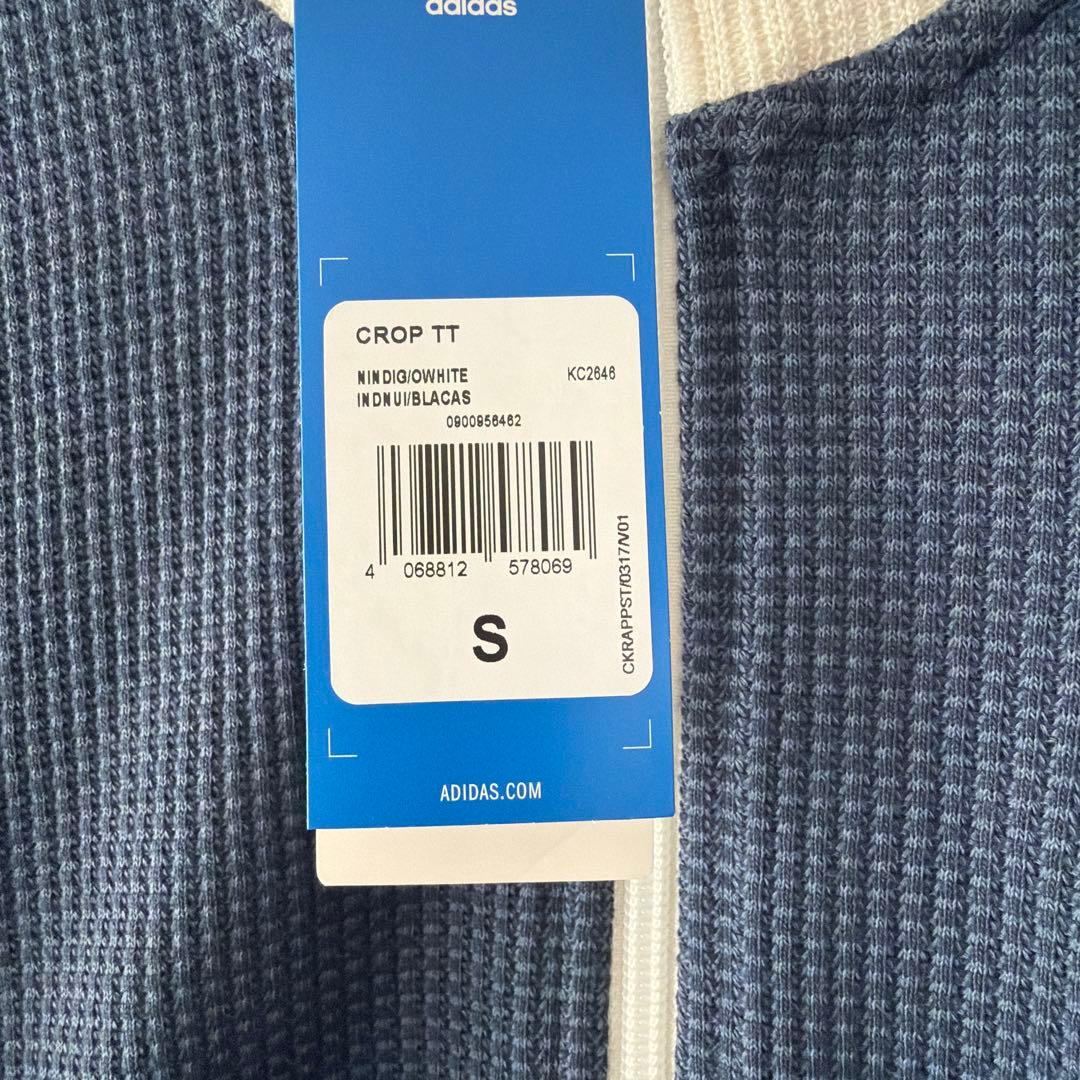 adidas
CROP TT
NINDIG/OWHITE KC2646
INDNUI/BLACAS
0900956462
4 068812 578069
S
CKRAPPST/0317/V01
ADIDAS.COM